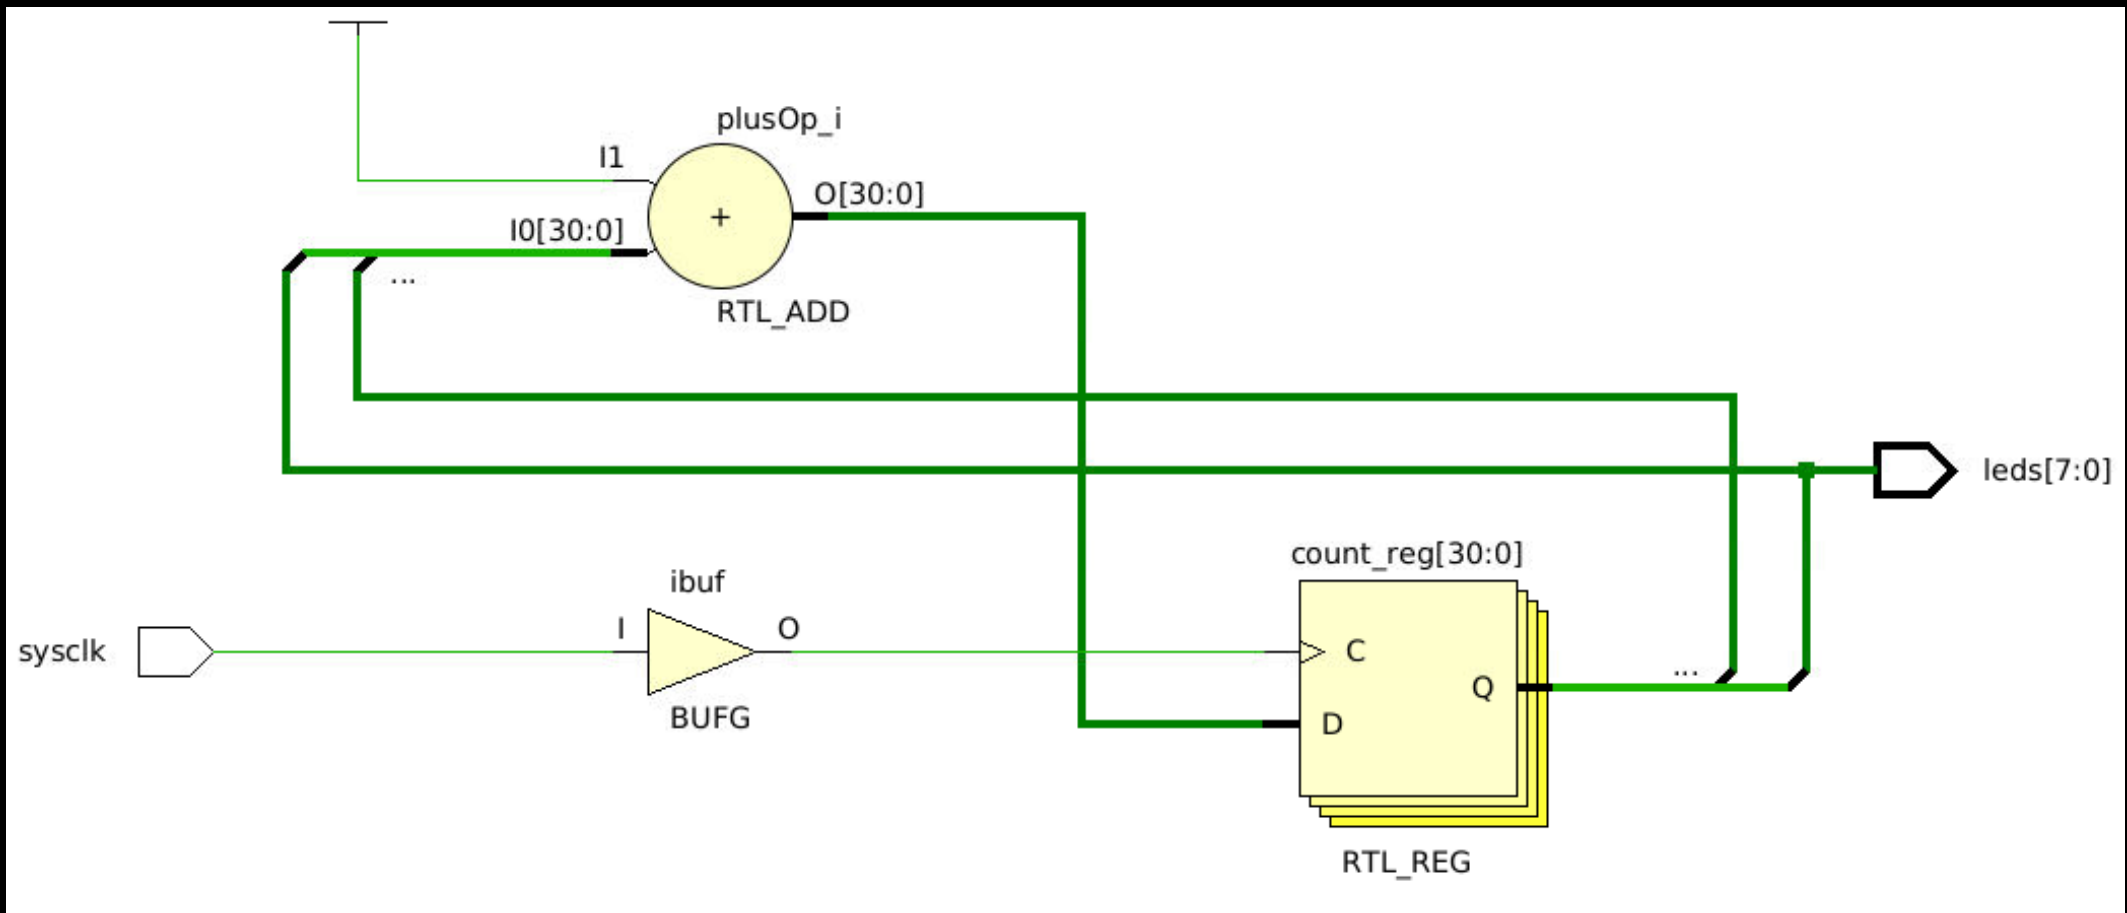 plusOp_i
I1
O[30:0]
I0[30:0]
...
+
RTL_ADD
leds[7:0]
count_reg[30:0]
ibuf
I
O
sysclk
C
...
Q
BUFG
D
RTL_REG